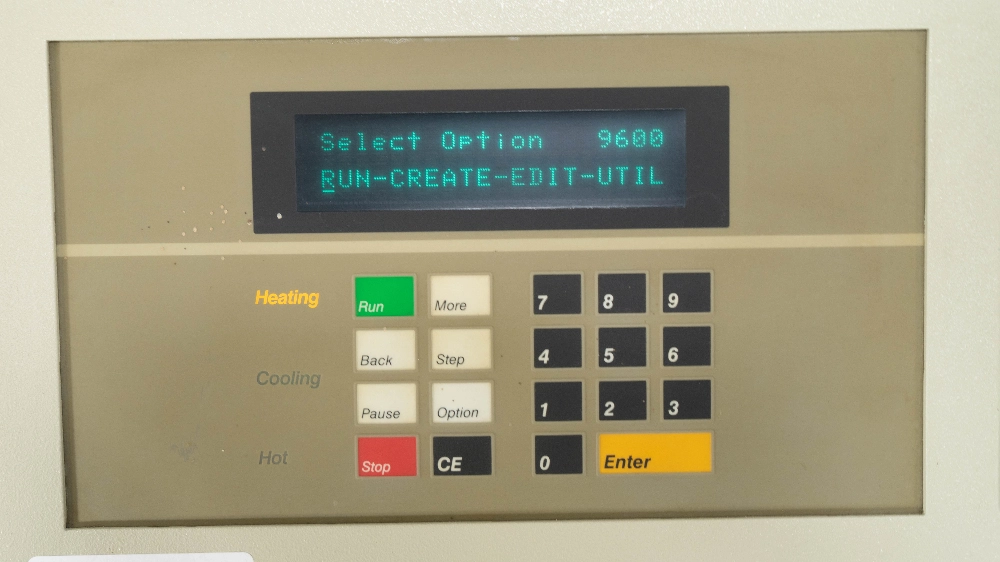 Select Option 9600
RUN-CREATE-EDIT-UTIL
Heating Run More 7 8 9
Back Step 4 5 6
Cooling
Pause Option 1 2 3
Hot Stop CE 0 Enter